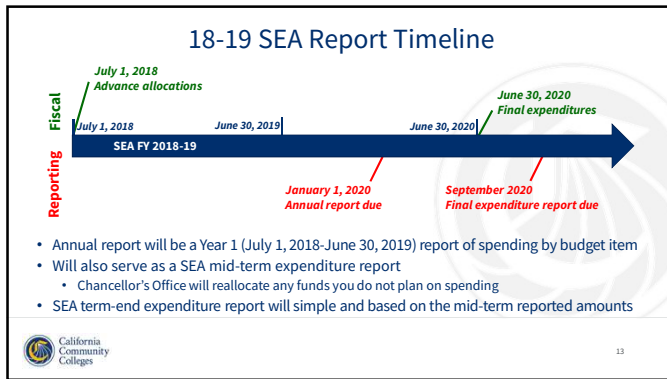 18-19 SEA Report Timeline
July 1, 2018
Advance allocations
June 30, 2020
Final expenditures
Fiscal
July 1, 2018
June 30, 2019
June 30, 2020
SEA FY 2018-19
Reporting
January 1, 2020
Annual report due
September 2020
Final expenditure report due
• Annual report will be a Year 1 (July 1, 2018-June 30, 2019) report of spending by budget item
• Will also serve as a SEA mid-term expenditure report
• Chancellor's Office will reallocate any funds you do not plan on spending
• SEA term-end expenditure report will simple and based on the mid-term reported amounts
California
Community
Colleges
13